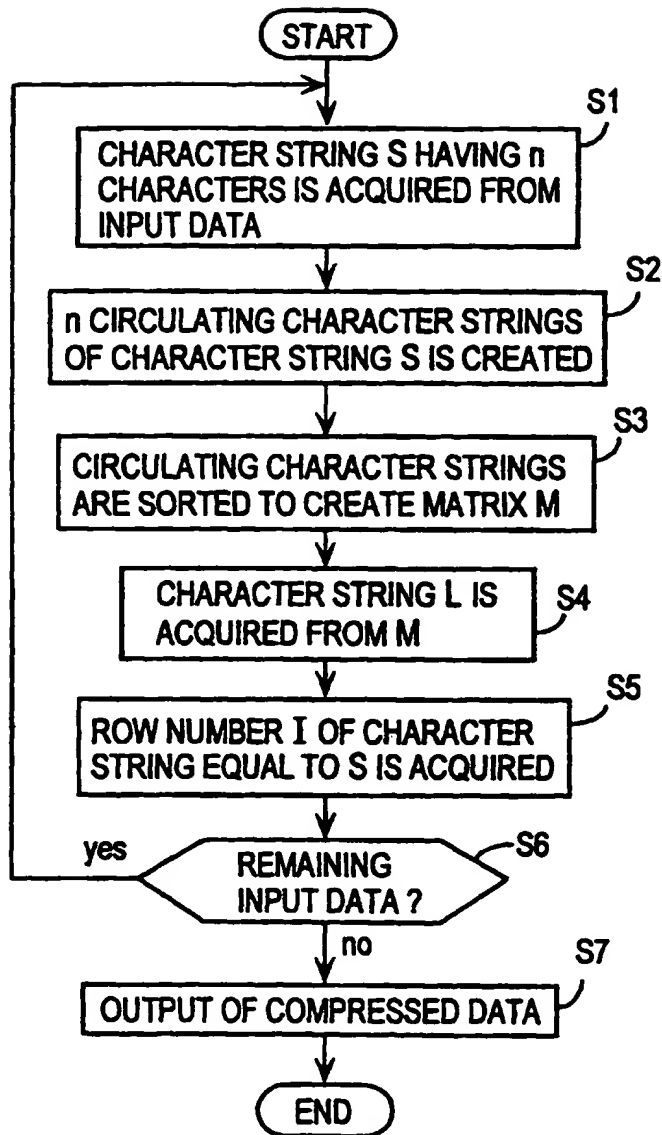 START
S1
CHARACTER STRING S HAVING n
CHARACTERS IS ACQUIRED FROM
INPUT DATA
S2
n CIRCULATING CHARACTER STRINGS
OF CHARACTER STRING S IS CREATED
S3
CIRCULATING CHARACTER STRINGS
ARE SORTED TO CREATE MATRIX M
CHARACTER STRING L IS
ACQUIRED FROM M
S4
S5
ROW NUMBER I OF CHARACTER
STRING EQUAL TO S IS ACQUIRED
yes
S6
REMAINING
INPUT DATA ?
no
S7
OUTPUT OF COMPRESSED DATA
END